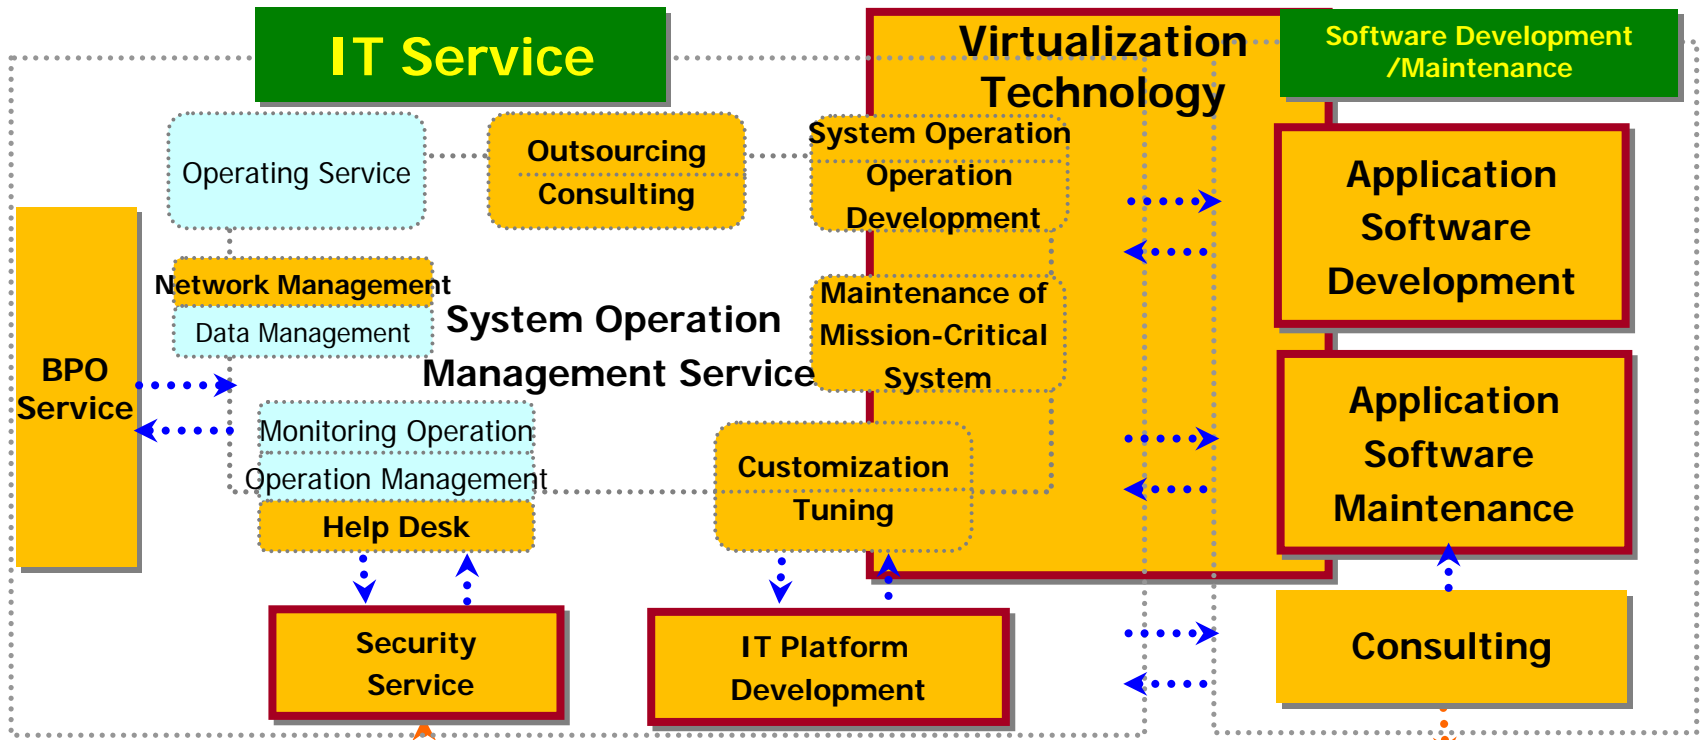 IT Service
Virtualization
Technology
Software Development
/Maintenance
Operating Service
Outsourcing
Consulting
System Operation
Operation
Development
Application
Software
Development
Network Management
Data Management
System Operation
Management Service
Maintenance of
Mission-Critical
System
BPO
Service
Application
Software
Maintenance
Monitoring Operation
Operation Management
Help Desk
Customization
Tuning
Security
Service
IT Platform
Development
Consulting